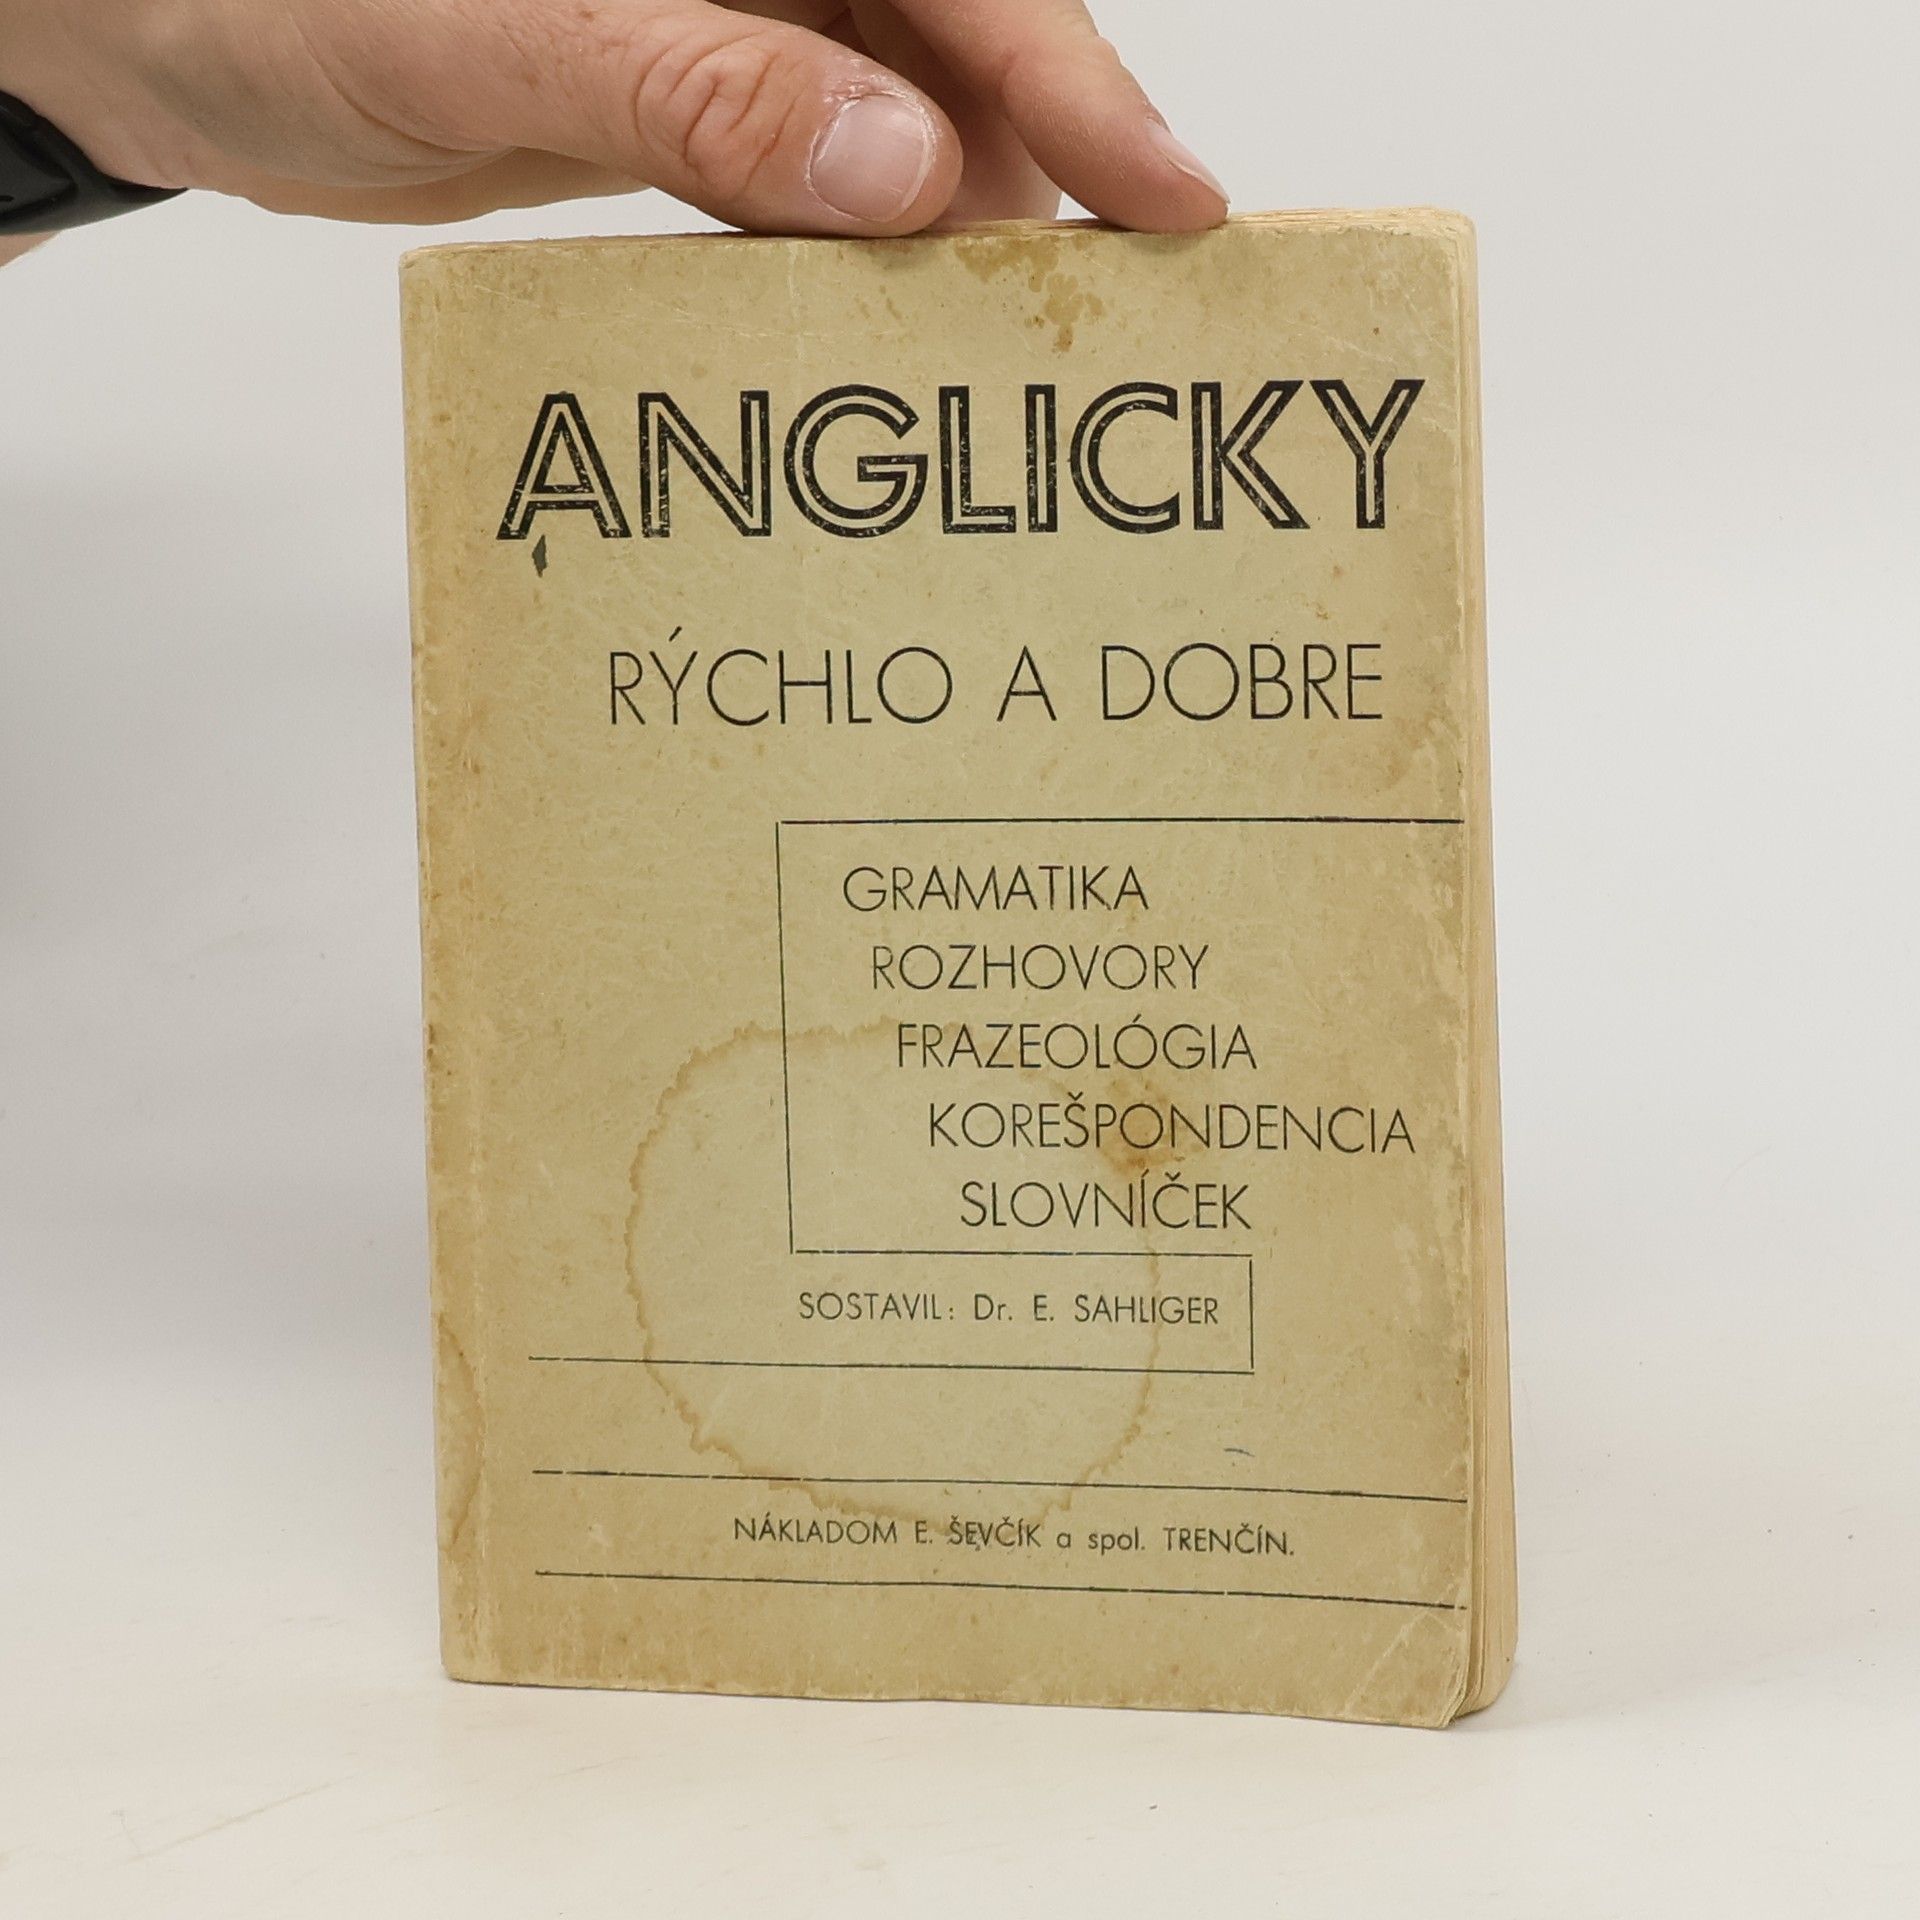 ANGLICKY
RÝCHLO A DOBRE
GRAMATIKA
ROZHOVORY
FRAZEOLÓGIA
KOREŠPONDENCIA
SLOVNÍČEK
SOSTAVIL: Dr. E. SAHLIGER
NÁKLADOM E. ŠEVČÍK a spol. TRENČÍN.